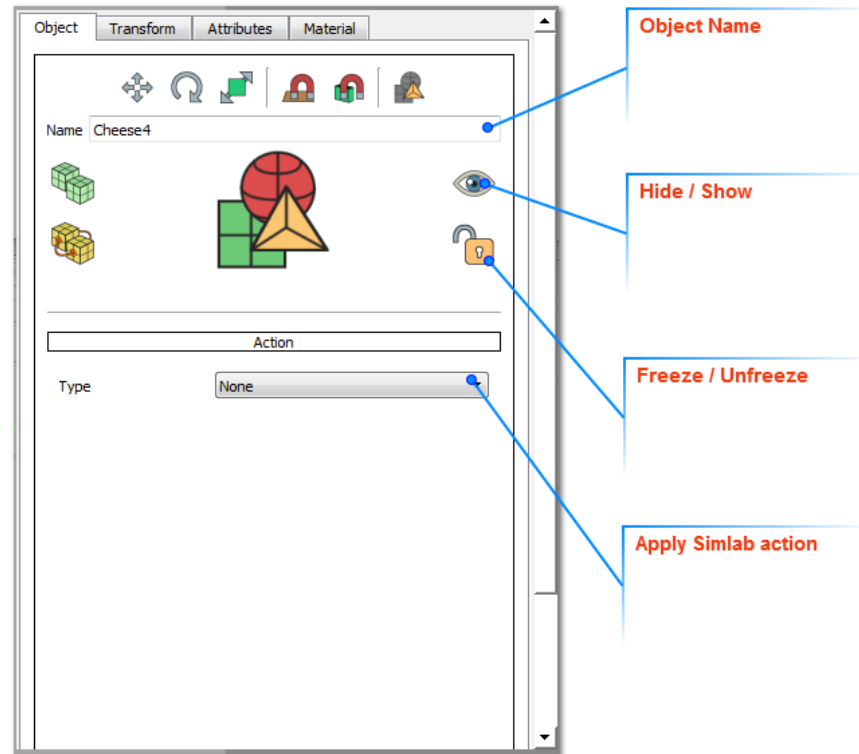 Object
Transform
Attributes
Material
Object Name
Name
Cheese4
Hide / Show
Action
Freeze / Unfreeze
Type
None
Apply Simlab action